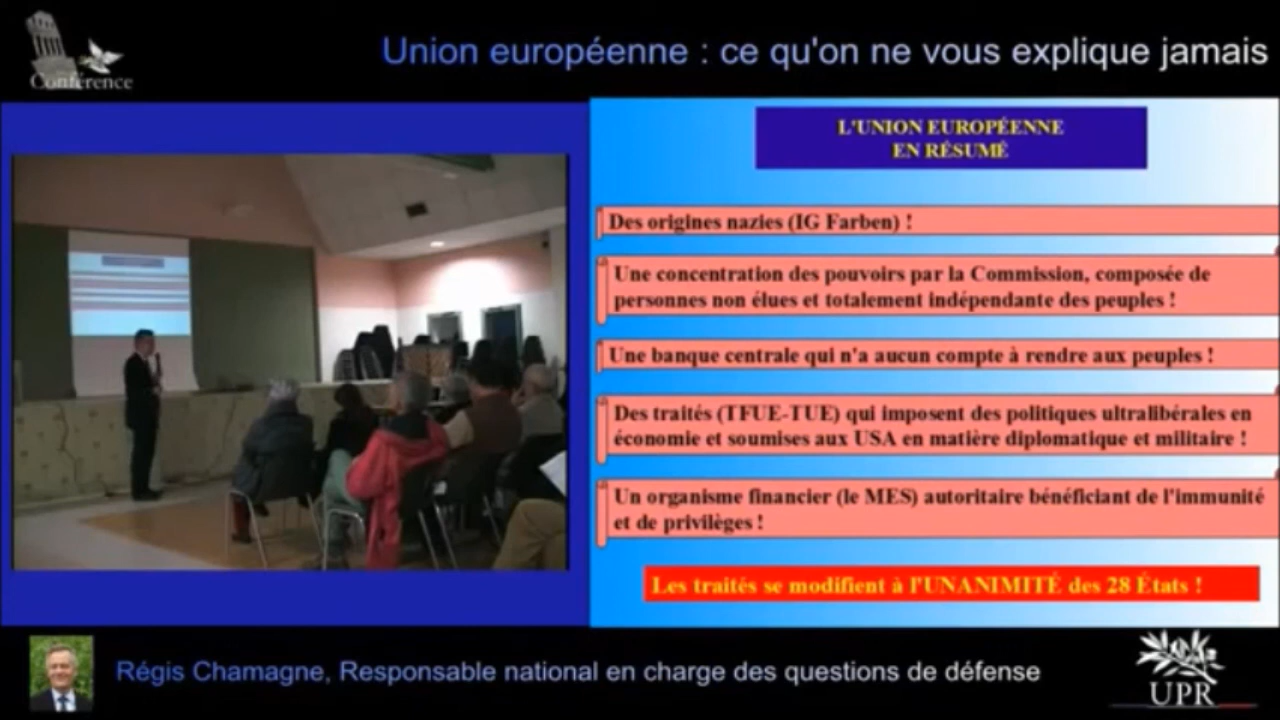 Conférence
Union européenne : ce qu'on ne vous explique jamais
L'UNION EUROPÉENNE
EN RÉSUMÉ
Des origines nazies (IG Farben) !
Une concentration des pouvoirs par la Commission, composée de
personnes non élues et totalement indépendante des peuples !
Une banque centrale qui n'a aucun compte à rendre aux peuples !
Des traités (TFUE-TUE) qui imposent des politiques ultralibérales en
économie et soumises aux USA en matière diplomatique et militaire !
Un organisme financier (le MES) autoritaire bénéficiant de l'immunité
et de privilèges !
Les traités se modifient à l'UNANIMITÉ des 28 États !
Régis Chamagne, Responsable national en charge des questions de défense
UPR